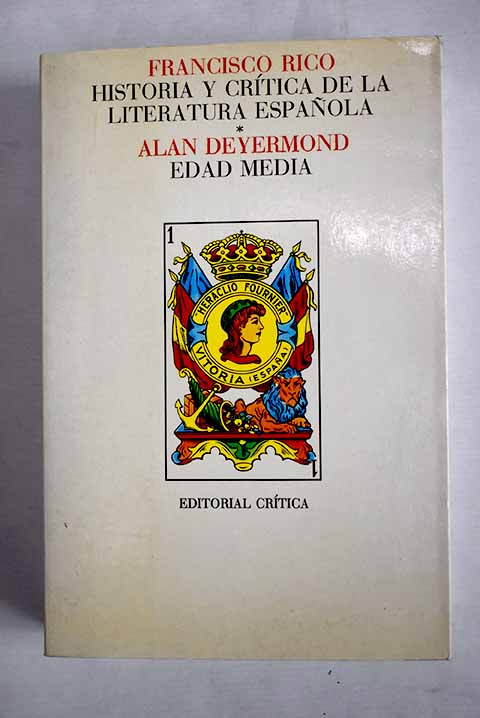 FRANCISCO RICO
HISTORIA Y CRÍTICA DE LA
LITERATURA ESPAÑOLA
*
ALAN DEYERMOND
EDAD MEDIA
1
HERACLIO FOURNIER
VITORIA (ESPAÑA)
1
EDITORIAL CRÍTICA